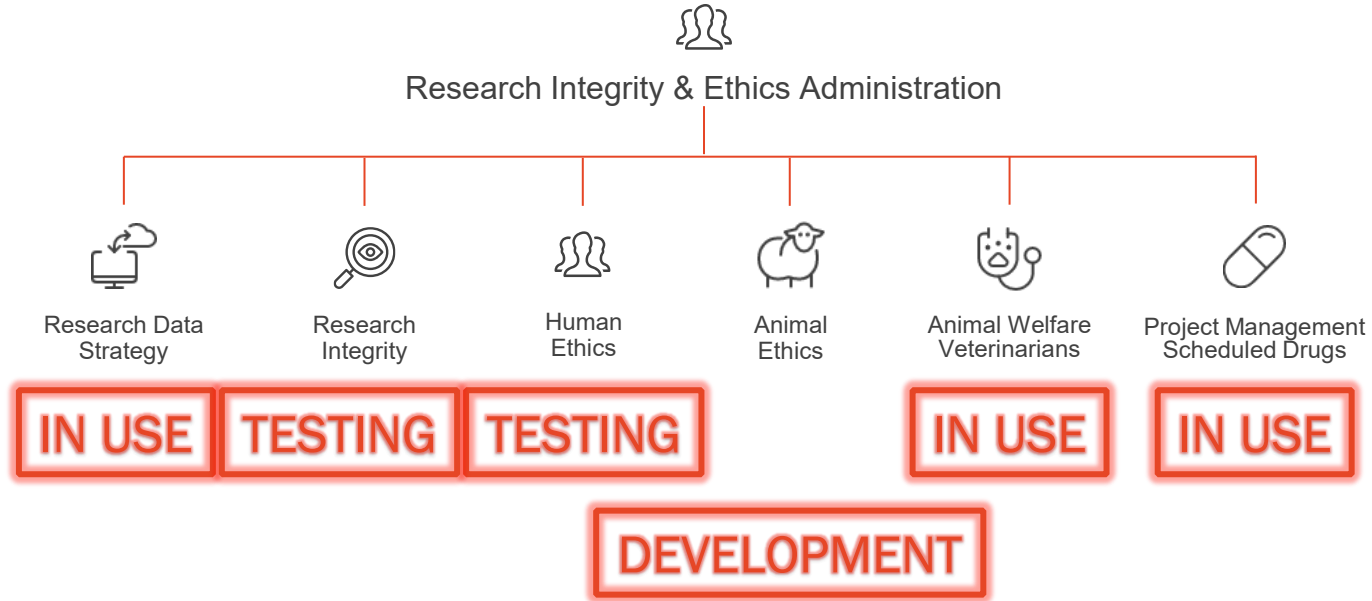 Research Integrity & Ethics Administration
Research Data
Strategy
Research
Integrity
Human
Ethics
Animal
Ethics
Animal Welfare
Veterinarians
Project Management
Scheduled Drugs
IN USE
TESTING
TESTING
IN USE
IN USE
DEVELOPMENT